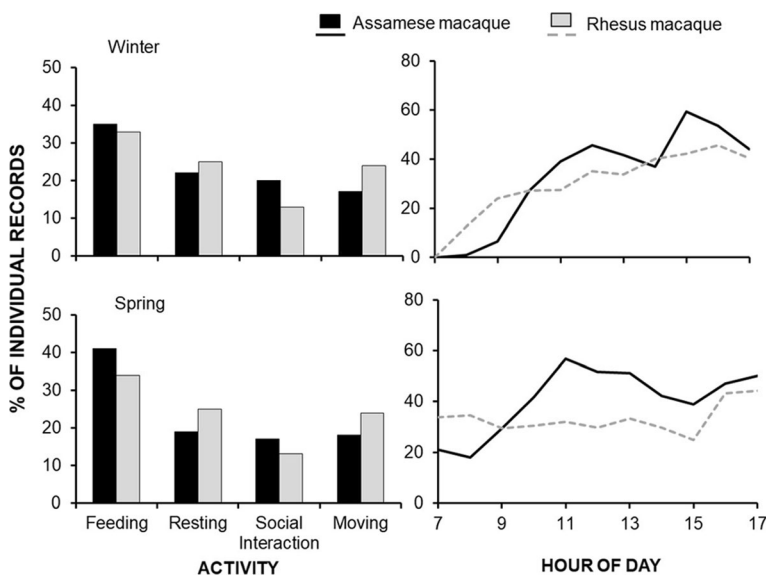 Assamese macaque Rhesus macaque
Winter
% OF INDIVIDUAL RECORDS
50
40
30
20
10
0
80
60
40
20
0
Spring
50
40
30
20
10
0
Feeding Resting Social Interaction Moving
ACTIVITY
80
60
40
20
0
7 9 11 13 15 17
HOUR OF DAY